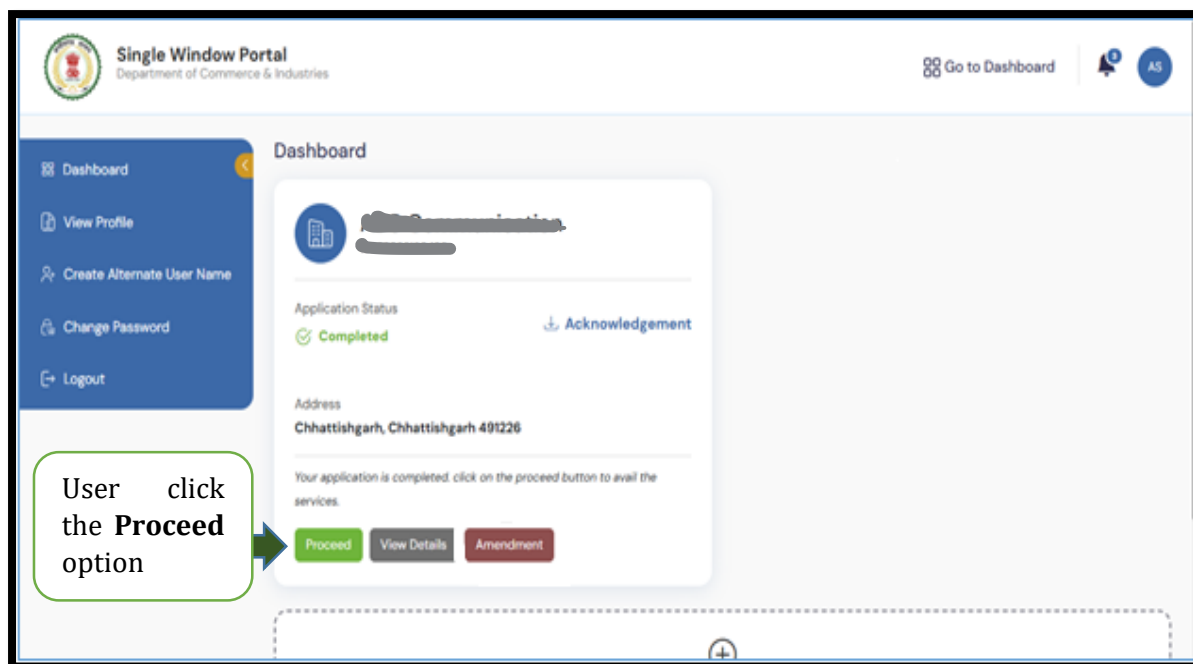 Single Window Portal
Department of Commerce & Industries
Go to Dashboard
3
AS
Dashboard
View Profile
Create Alternate User Name
Change Password
Logout
Dashboard
Application Status
Completed
Acknowledgement
Address
Chhattishgarh, Chhattishgarh 491226
Your application is completed. click on the proceed button to avail the
services.
Proceed
View Details
Amendment
User click
the Proceed
option